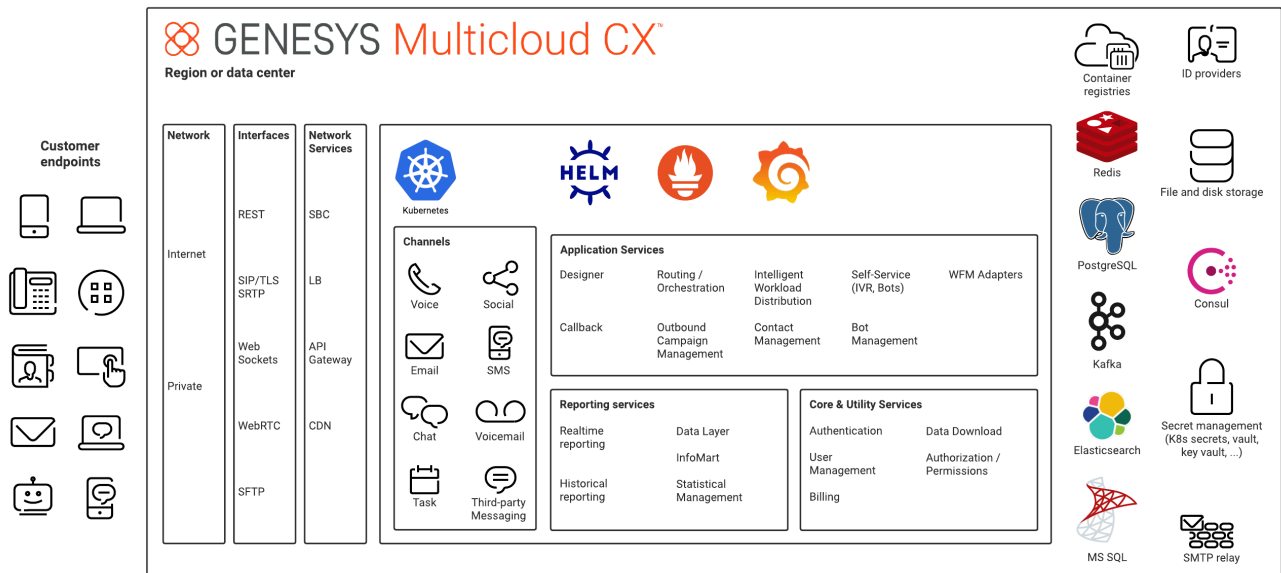 GENESYS Multicloud CX™
Region or data center
Customer
endpoints
Network
Internet
Private
Interfaces
REST
SIP/TLS
SRTP
Web
Sockets
WebRTC
SFTP
Network
Services
SBC
LB
API
Gateway
CDN
Kubernetes
HELM
Channels
Voice
Social
Email
SMS
Chat
Voicemail
Task
Third-party
Messaging
Application Services
Designer
Routing /
Orchestration
Intelligent
Workload
Distribution
Self-Service
(IVR, Bots)
WFM Adapters
Callback
Outbound
Campaign
Management
Contact
Management
Bot
Management
Reporting services
Realtime
reporting
Data Layer
InfoMart
Historical
reporting
Statistical
Management
Core & Utility Services
Authentication
Data Download
User
Management
Authorization /
Permissions
Billing
Container
registries
ID providers
Redis
File and disk storage
PostgreSQL
Consul
Kafka
Elasticsearch
Secret management
(K8s secrets, vault,
key vault, ...)
MS SQL
SMTP relay